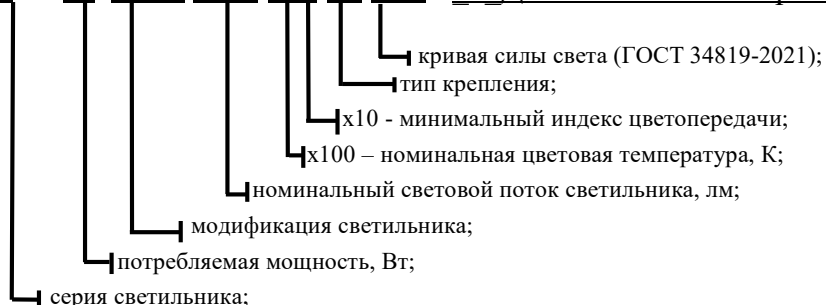 кривая силы света (ГОСТ 34819-2021);
тип крепления;
x10 - минимальный индекс цветопередачи;
x100 – номинальная цветовая температура, К;
номинальный световой поток светильника, лм;
модификация светильника;
потребляемая мощность, Вт;
серия светильника;